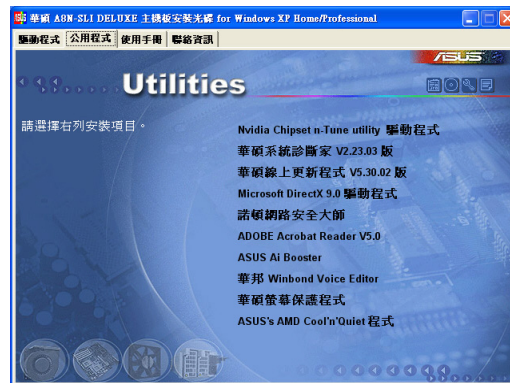 華碩 A8N-SLI DELUXE 主機板安裝光碟 for Windows XP Home/Professional
驅動程式 公用程式 使用手冊 聯絡資訊
ASUS
Utilities
請選擇右列安裝項目。
Nvidia Chipset n-Tune utility 驅動程式
華碩系統診斷家 V2.23.03 版
華碩線上更新程式 V5.30.02 版
Microsoft DirectX 9.0 驅動程式
諾頓網路安全大師
ADOBE Acrobat Reader V5.0
ASUS Ai Booster
華邦 Winbond Voice Editor
華碩螢幕保護程式
ASUS's AMD Cool'n'Quiet 程式